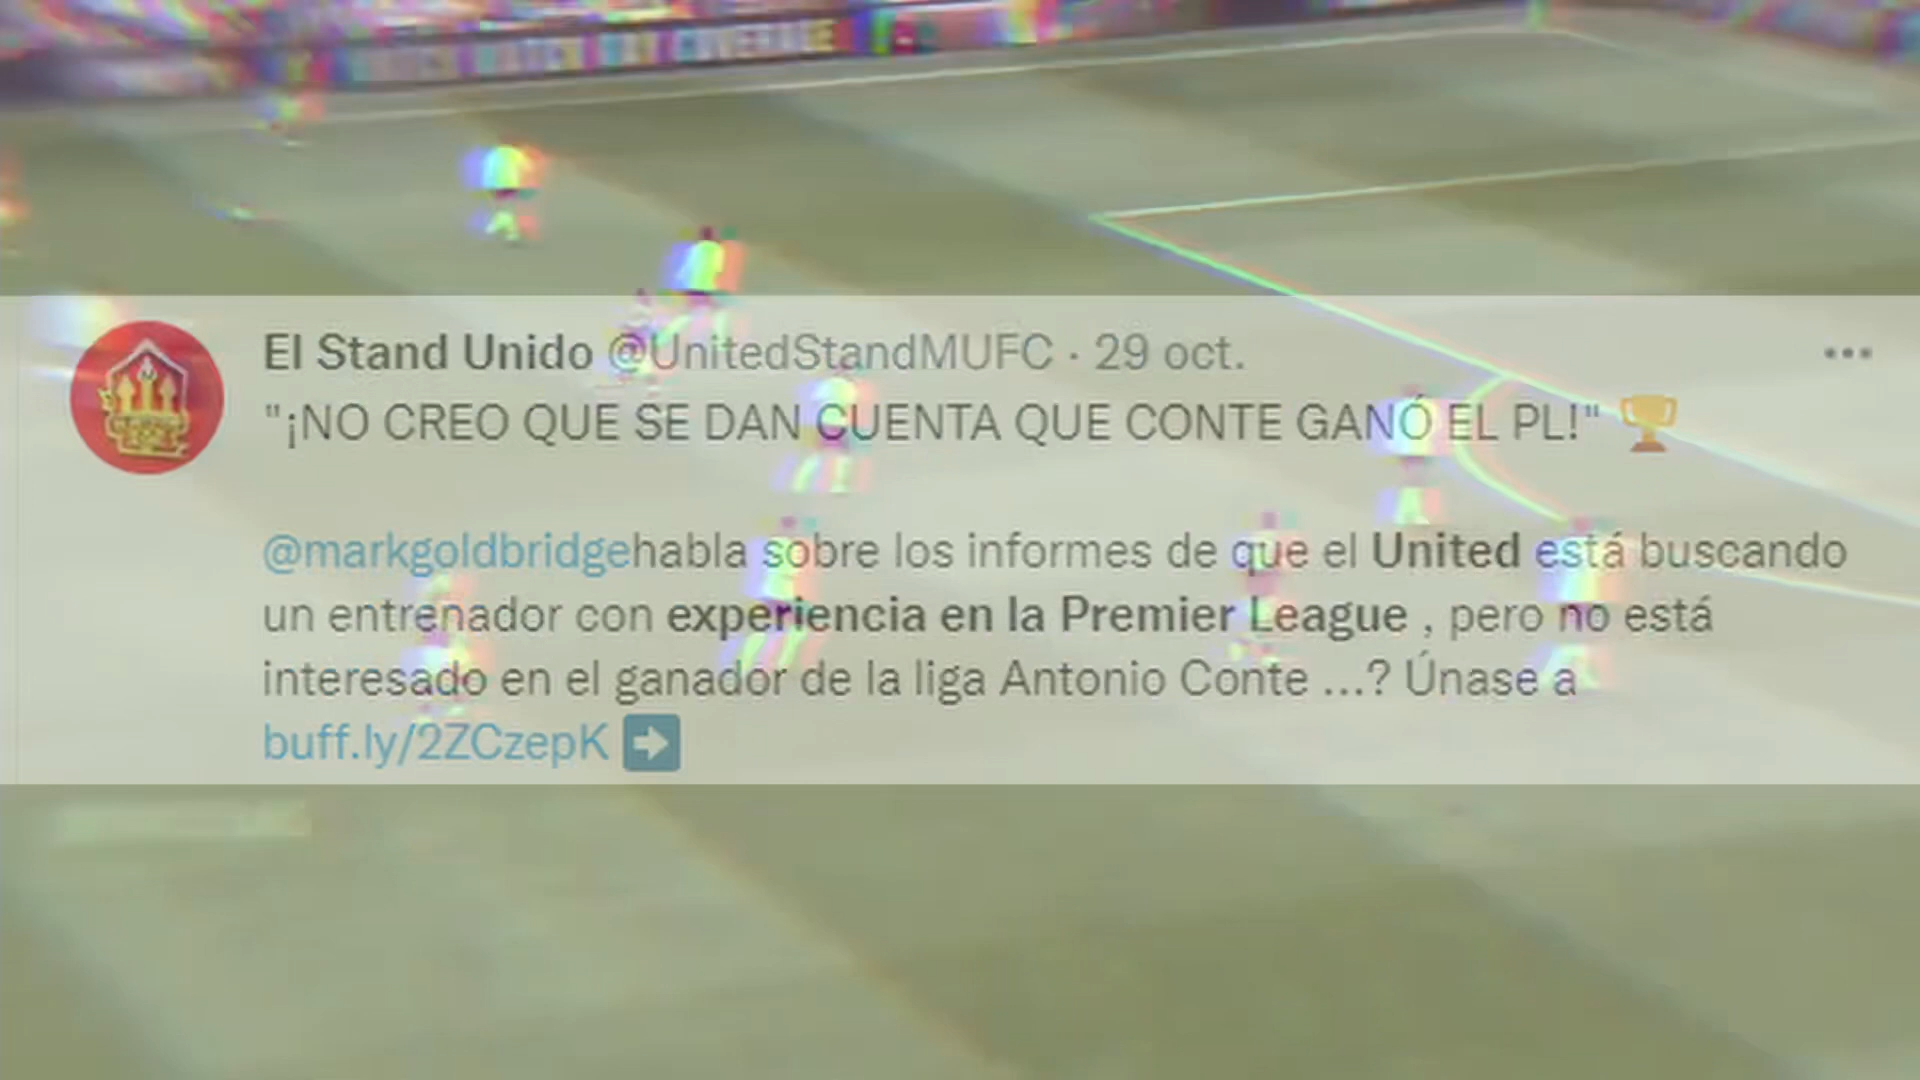 COVERAGE
El Stand Unido @UnitedStandMUFC · 29 oct.
"¡NO CREO QUE SE DAN CUENTA QUE CONTE GANÓ EL PL!" 🏆
@markgoldbridgehabla sobre los informes de que el United está buscando
un entrenador con experiencia en la Premier League , pero no está
interesado en el ganador de la liga Antonio Conte ...? Únase a
buff.ly/2ZCzepK ➡